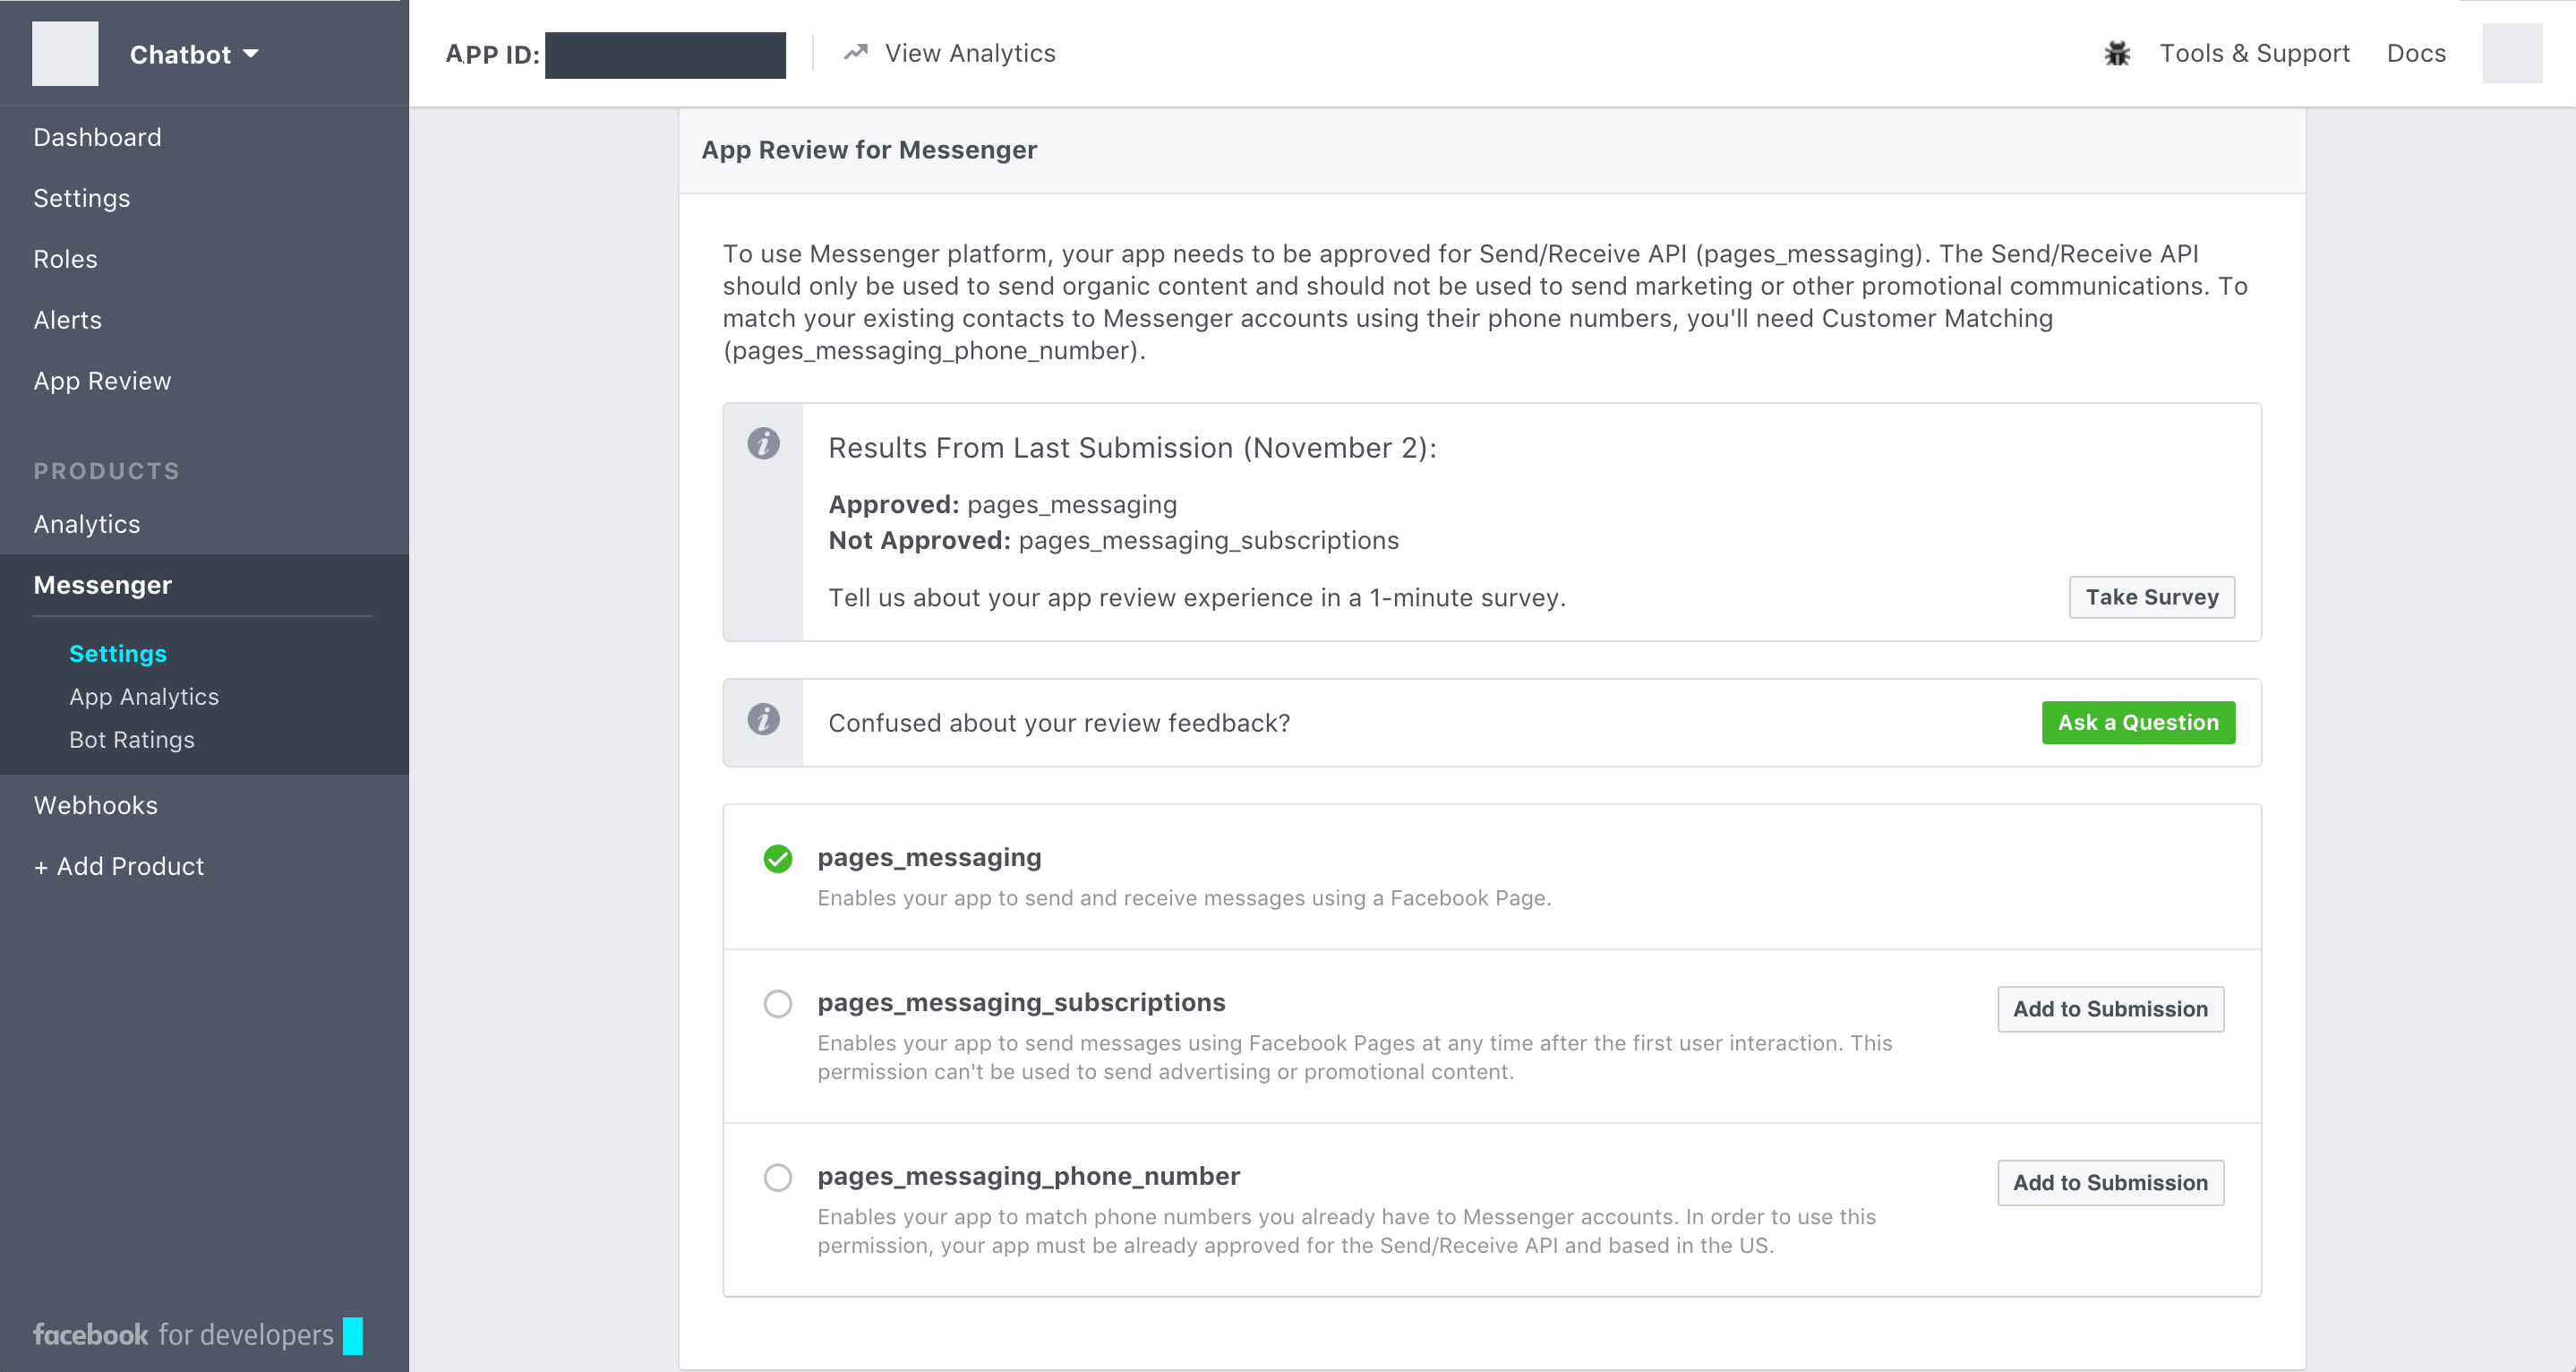 Chatbot
Dashboard
Settings
Roles
Alerts
App Review
PRODUCTS
Analytics
Messenger
Settings
App Analytics
Bot Ratings
Webhooks
+ Add Product
facebook for developers
APP ID:
View Analytics
Tools & Support
Docs
App Review for Messenger
To use Messenger platform, your app needs to be approved for Send/Receive API (pages_messaging). The Send/Receive API
should only be used to send organic content and should not be used to send marketing or other promotional communications. To
match your existing contacts to Messenger accounts using their phone numbers, you'll need Customer Matching
(pages_messaging_phone_number).
Results From Last Submission (November 2):
Approved: pages_messaging
Not Approved: pages_messaging_subscriptions
Tell us about your app review experience in a 1-minute survey.
Take Survey
Confused about your review feedback?
Ask a Question
pages_messaging
Enables your app to send and receive messages using a Facebook Page.
pages_messaging_subscriptions
Add to Submission
Enables your app to send messages using Facebook Pages at any time after the first user interaction. This
permission can't be used to send advertising or promotional content.
pages_messaging_phone_number
Add to Submission
Enables your app to match phone numbers you already have to Messenger accounts. In order to use this
permission, your app must be already approved for the Send/Receive API and based in the US.